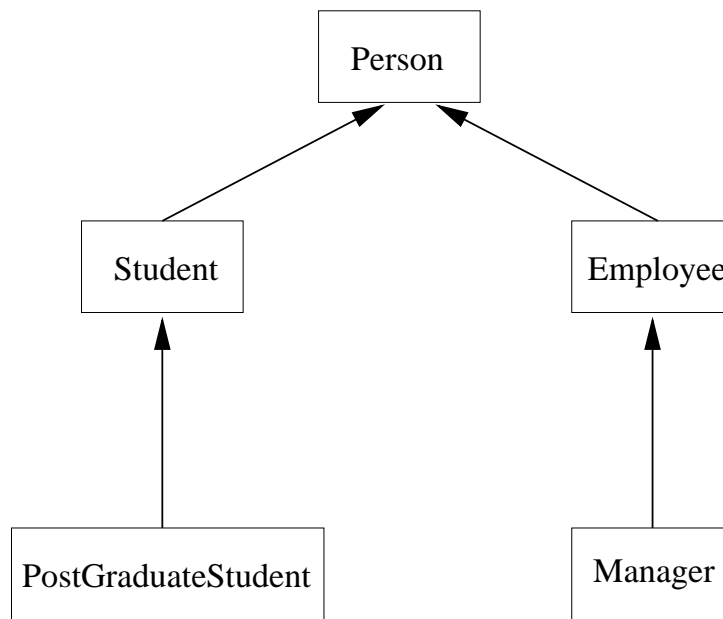 Person
Student
Employee
PostGraduateStudent
Manager